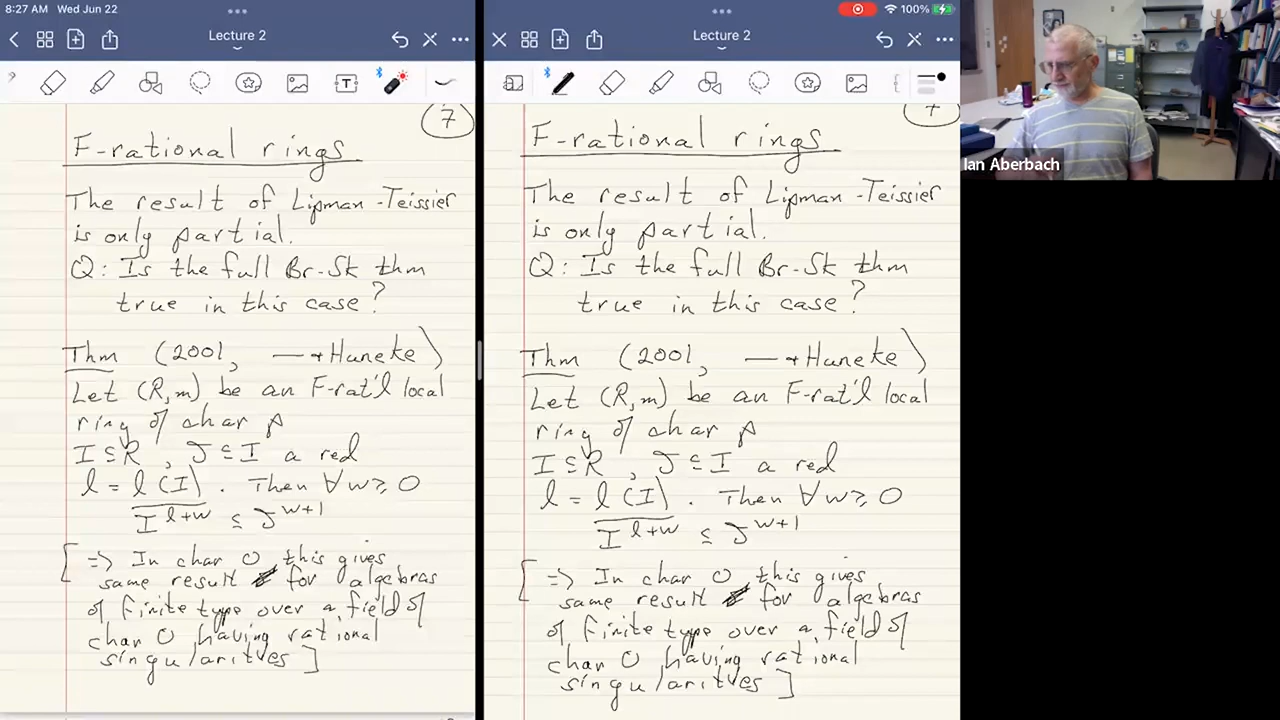 8:27 AM Wed Jun 22
Lecture 2
7
F-rational rings
The result of Lipman-Teissier
is only partial.
Q: Is the full Br-Sk thm
true in this case?
Thm (2001, — + Huneke)
Let (R,m) be an F-rat'l local
ring of char p
I ⊆ R , J ⊆ I a red
l = l(I). Then ∀ w ≥ 0
\overline{I^{l+w}} ⊆ J^{w+1}
[ => In char 0 this gives
same result for algebras
of finite type over a field of
char 0 having rational
singularities ]
100%
Lecture 2
7
F-rational rings
The result of Lipman-Teissier
is only partial.
Q: Is the full Br-Sk thm
true in this case?
Thm (2001, — + Huneke)
Let (R,m) be an F-rat'l local
ring of char p
I ⊆ R , J ⊆ I a red
l = l(I). Then ∀ w ≥ 0
\overline{I^{l+w}} ⊆ J^{w+1}
[ => In char 0 this gives
same result for algebras
of finite type over a field of
char 0 having rational
singularities ]
Ian Aberbach